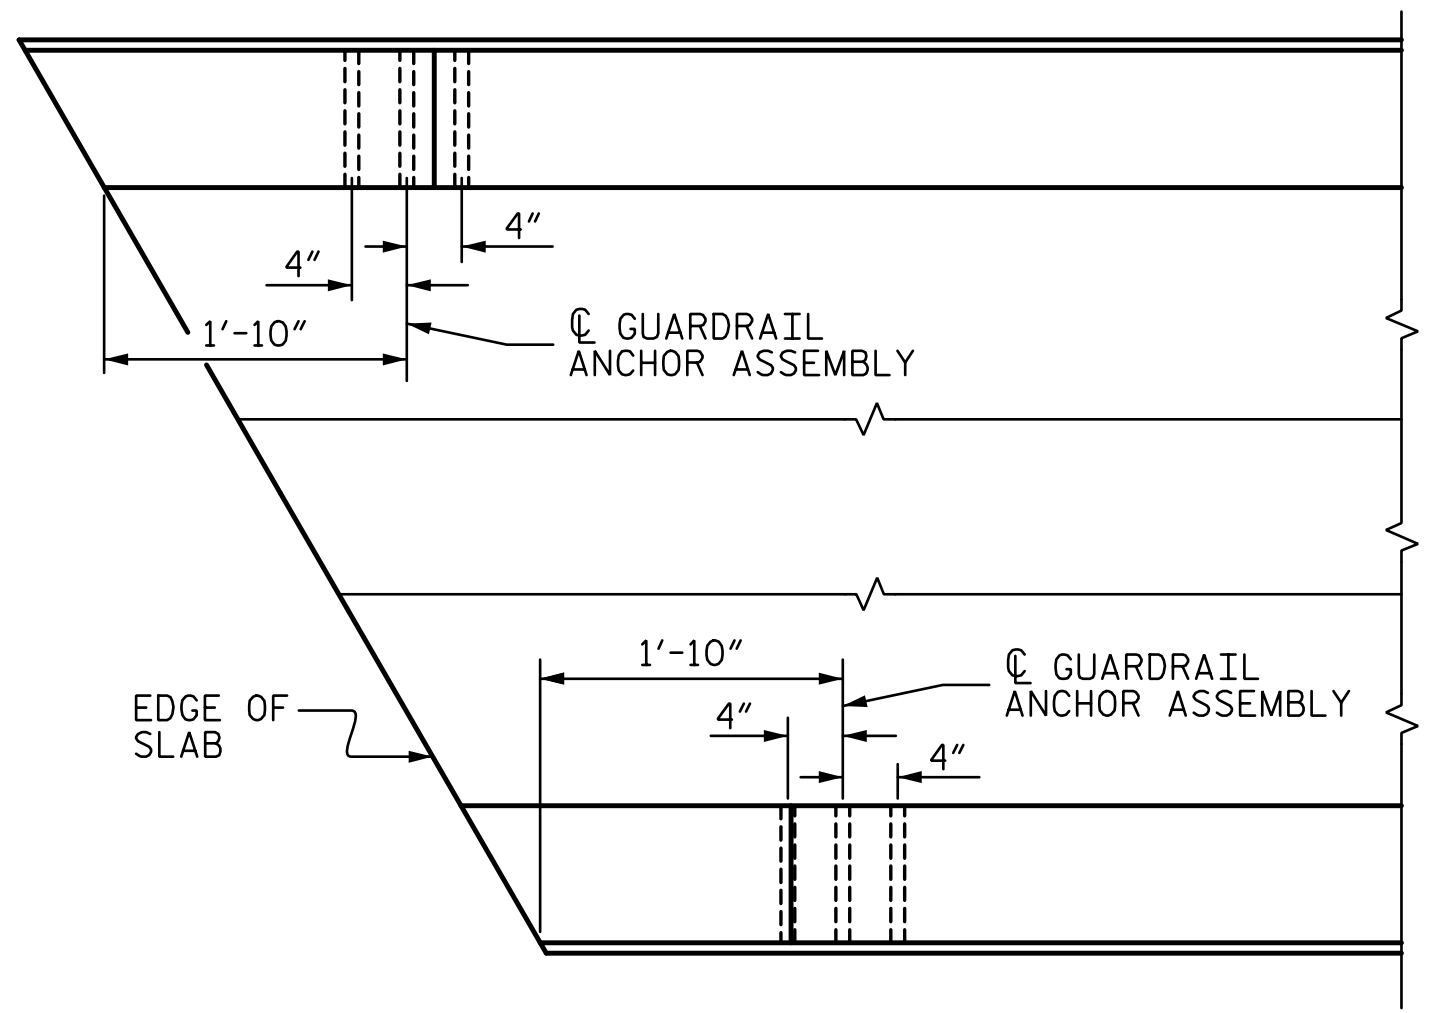 4″
4″
1′-10″
℄ GUARDRAIL
ANCHOR ASSEMBLY
1′-10″
℄ GUARDRAIL
ANCHOR ASSEMBLY
EDGE OF
SLAB
4″
4″